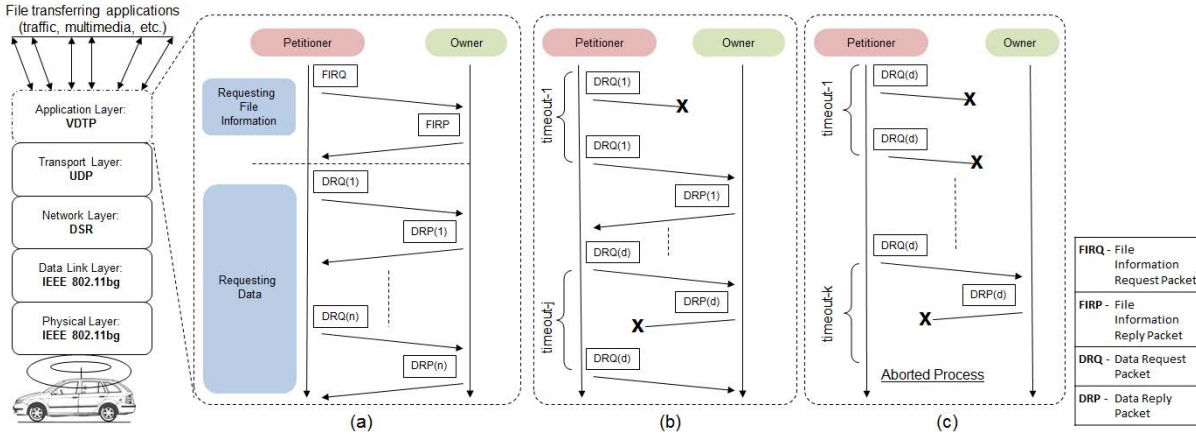 File transferring applications
(traffic, multimedia, etc.)
Application Layer:
VDTP
Transport Layer:
UDP
Network Layer:
DSR
Data Link Layer:
IEEE 802.11bg
Physical Layer:
IEEE 802.11bg
Petitioner
Owner
Requesting
File
Information
FIRQ
FIRP
Requesting
Data
DRQ(1)
DRP(1)
DRQ(n)
DRP(n)
(a)
Petitioner
Owner
timeout-1
DRQ(1)
X
DRQ(1)
DRP(1)
timeout-j
DRQ(d)
DRP(d)
X
DRQ(d)
(b)
Petitioner
Owner
timeout-1
DRQ(d)
X
DRQ(d)
X
timeout-k
DRQ(d)
DRP(d)
X
Aborted Process
(c)
FIRQ - File
Information
Request Packet
FIRP - File
Information
Reply Packet
DRQ - Data Request
Packet
DRP - Data Reply
Packet